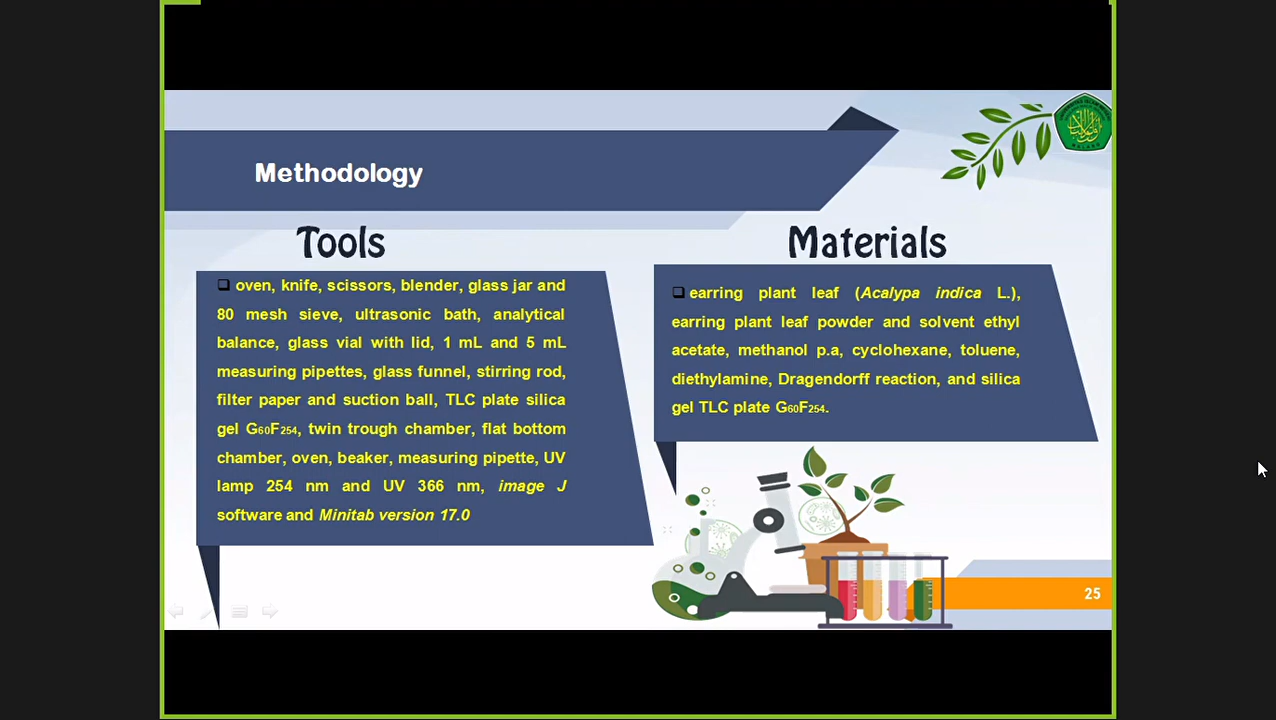 Methodology
Tools
oven, knife, scissors, blender, glass jar and
80 mesh sieve, ultrasonic bath, analytical
balance, glass vial with lid, 1 mL and 5 mL
measuring pipettes, glass funnel, stirring rod,
filter paper and suction ball, TLC plate silica
gel G60F254, twin trough chamber, flat bottom
chamber, oven, beaker, measuring pipette, UV
lamp 254 nm and UV 366 nm, image J
software and Minitab version 17.0
Materials
earring plant leaf (Acalypa indica L.),
earring plant leaf powder and solvent ethyl
acetate, methanol p.a, cyclohexane, toluene,
diethylamine, Dragendorff reaction, and silica
gel TLC plate G60F254.
25